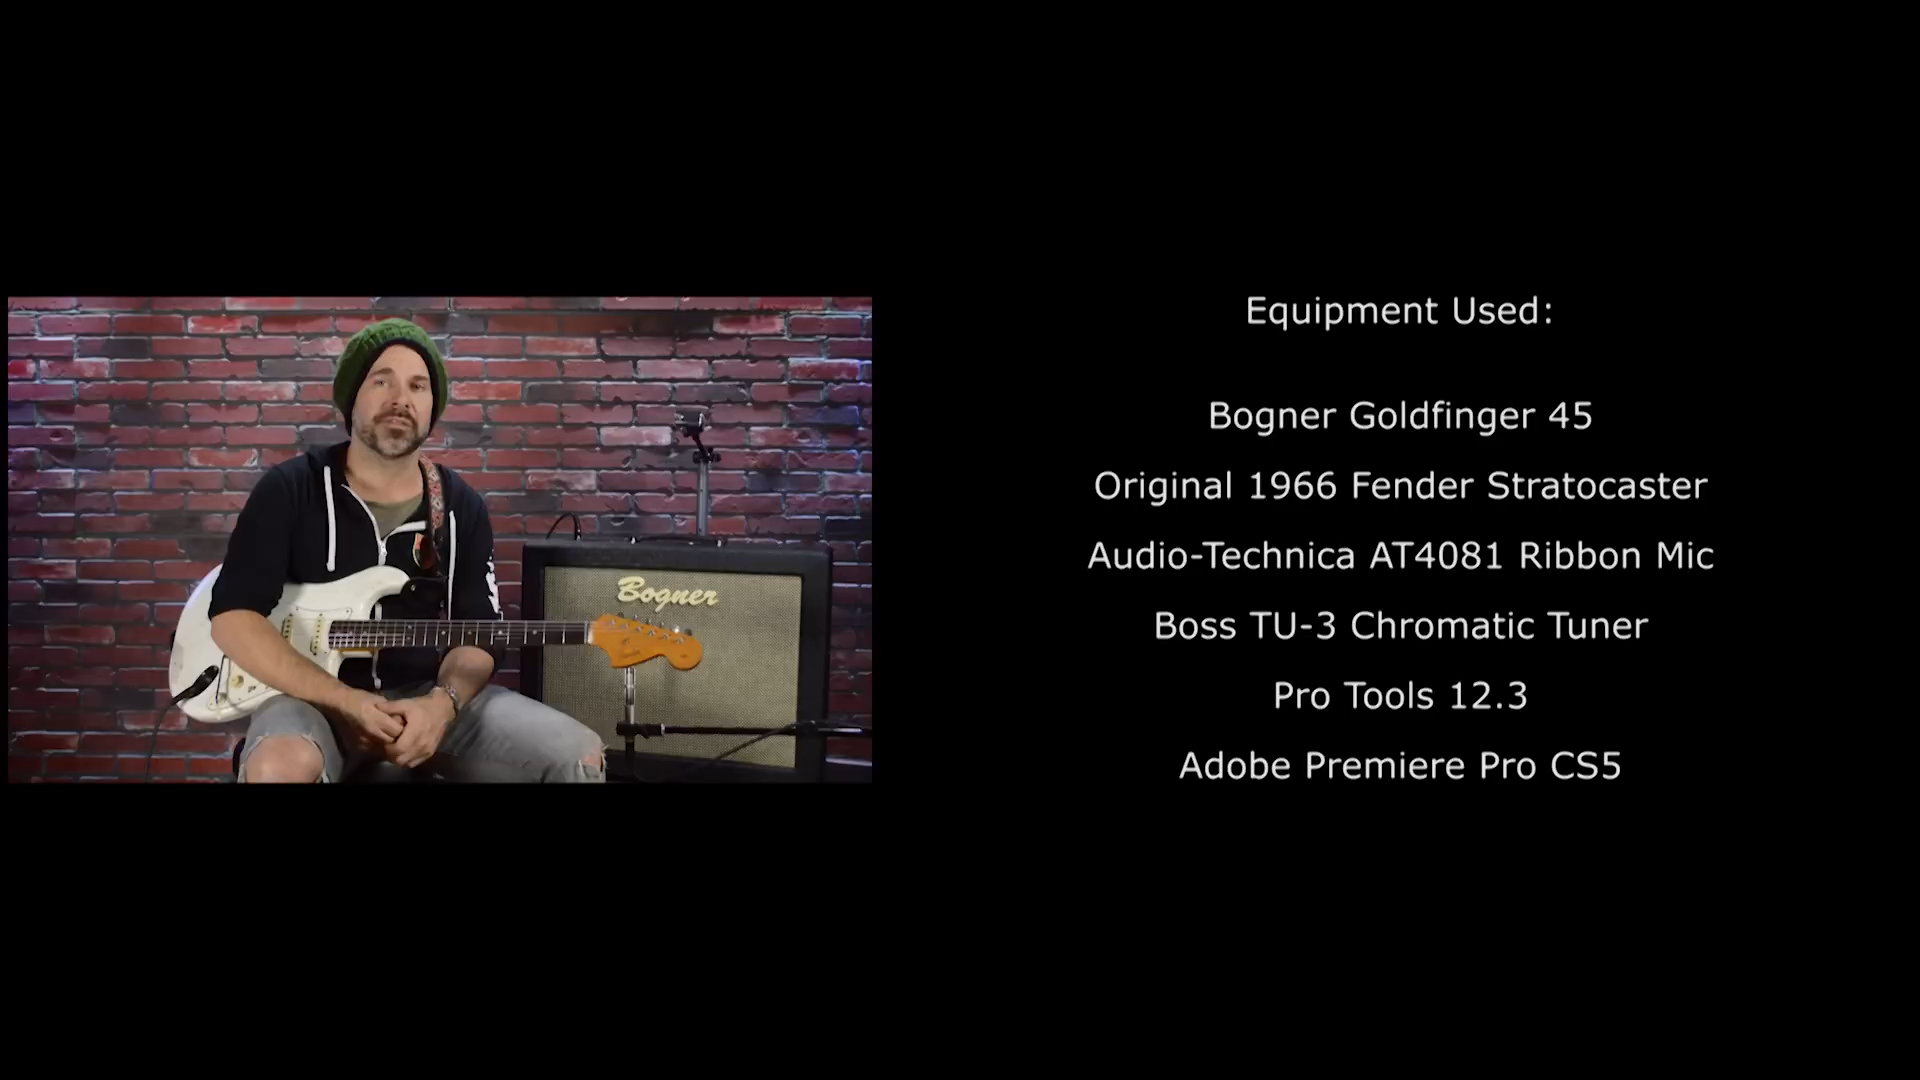 Bogner
Equipment Used:
Bogner Goldfinger 45
Original 1966 Fender Stratocaster
Audio-Technica AT4081 Ribbon Mic
Boss TU-3 Chromatic Tuner
Pro Tools 12.3
Adobe Premiere Pro CS5